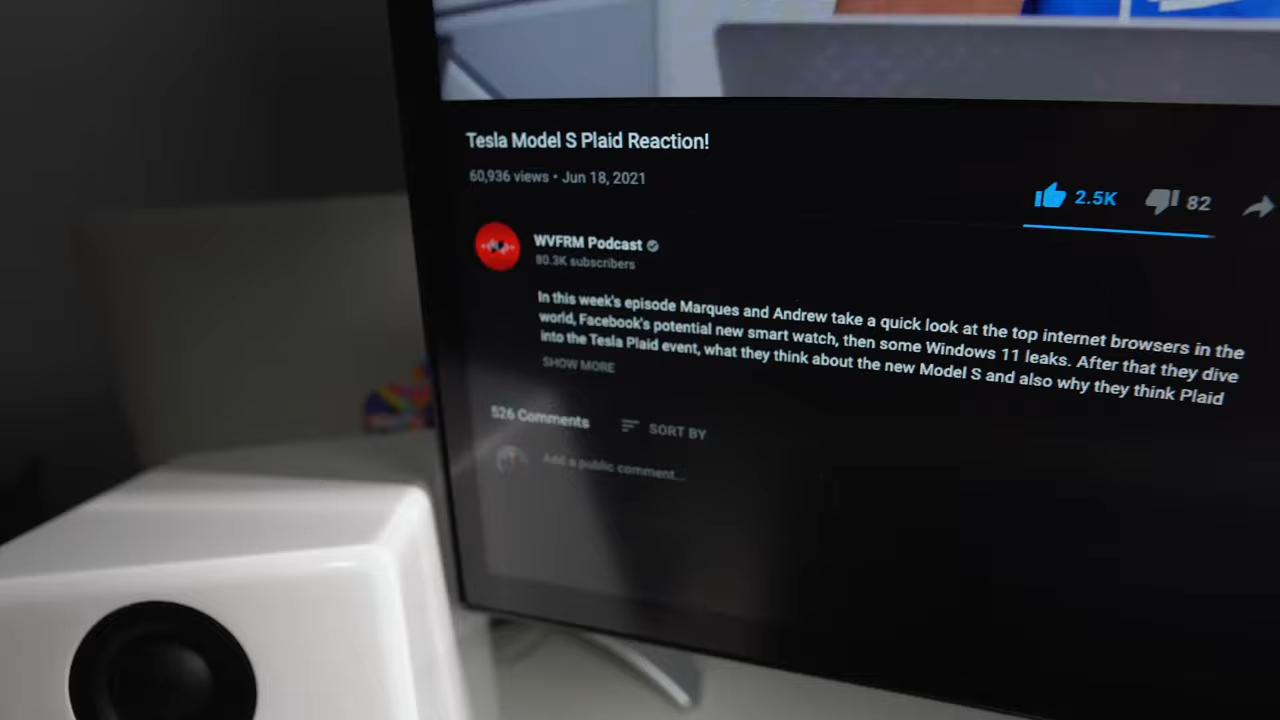 Tesla Model S Plaid Reaction!
60,936 views • Jun 18, 2021
2.5K
82
WVFRM Podcast
80.3K subscribers
In this week's episode Marques and Andrew take a quick look at the top internet browsers in the
world, Facebook's potential new smart watch, then some Windows 11 leaks. After that they dive
into the Tesla Plaid event, what they think about the new Model S and also why they think Plaid
SHOW MORE
526 Comments
SORT BY
Add a public comment...